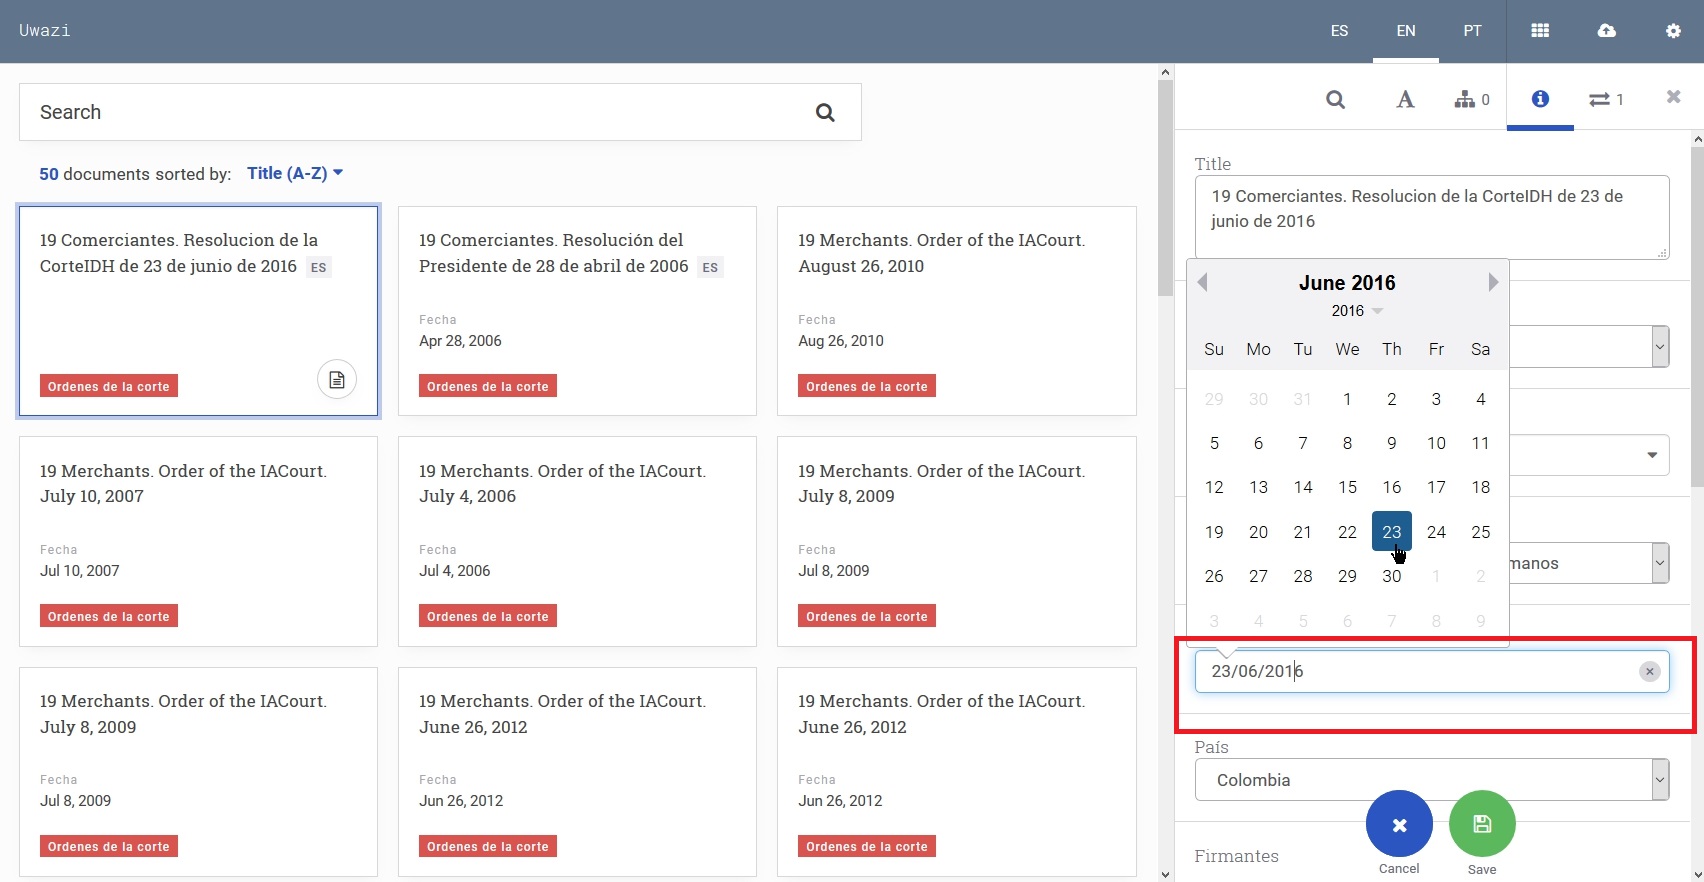 Uwazi
ES EN PT
Search
50 documents sorted by: Title (A-Z)
19 Comerciantes. Resolucion de la
CorteIDH de 23 de junio de 2016 ES
Ordenes de la corte
19 Comerciantes. Resolución del
Presidente de 28 de abril de 2006 ES
Fecha
Apr 28, 2006
Ordenes de la corte
19 Merchants. Order of the IACourt.
August 26, 2010
Fecha
Aug 26, 2010
Ordenes de la corte
19 Merchants. Order of the IACourt.
July 10, 2007
Fecha
Jul 10, 2007
Ordenes de la corte
19 Merchants. Order of the IACourt.
July 4, 2006
Fecha
Jul 4, 2006
Ordenes de la corte
19 Merchants. Order of the IACourt.
July 8, 2009
Fecha
Jul 8, 2009
Ordenes de la corte
19 Merchants. Order of the IACourt.
July 8, 2009
Fecha
Jul 8, 2009
Ordenes de la corte
19 Merchants. Order of the IACourt.
June 26, 2012
Fecha
Jun 26, 2012
Ordenes de la corte
19 Merchants. Order of the IACourt.
June 26, 2012
Fecha
Jun 26, 2012
Ordenes de la corte
A 0 1
Title
19 Comerciantes. Resolucion de la CorteIDH de 23 de
junio de 2016
June 2016
2016
Su Mo Tu We Th Fr Sa
29 30 31 1 2 3 4
5 6 7 8 9 10 11
12 13 14 15 16 17 18
19 20 21 22 23 24 25
26 27 28 29 30 1 2
3 4 5 6 7 8 9
manos
23/06/2016
País
Colombia
Firmantes
Cancel Save